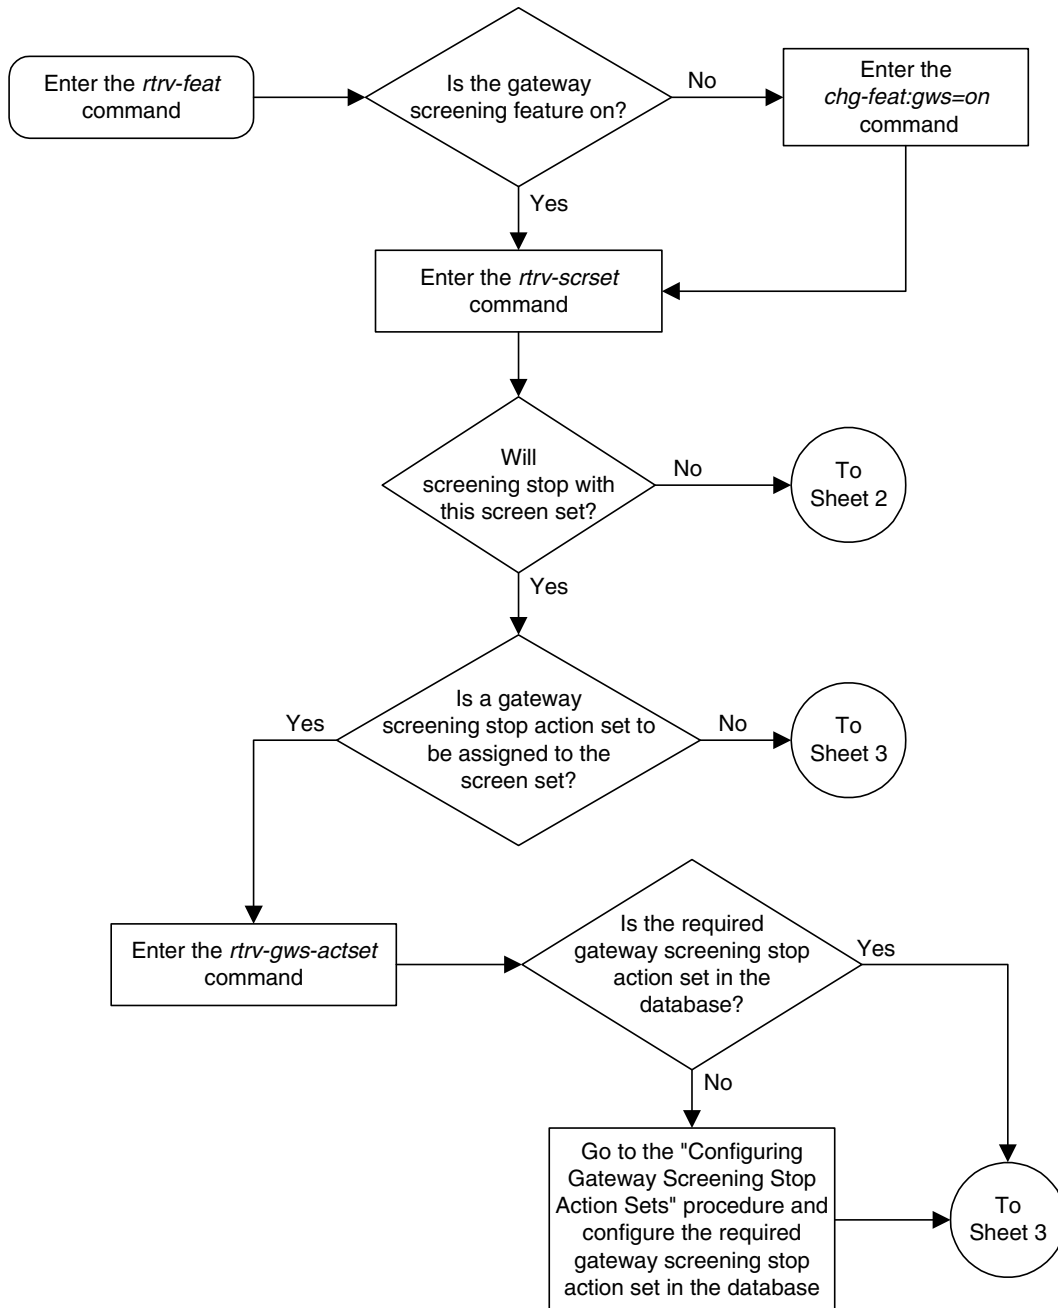 Enter the rtrv-feat
command
Is the gateway
screening feature on?
No
Enter the
chg-feat:gws=on
command
Yes
Enter the rtrv-scrset
command
Will
screening stop with
this screen set?
No
To
Sheet 2
Yes
Is a gateway
screening stop action set to
be assigned to the
screen set?
Yes
No
To
Sheet 3
Enter the rtrv-gws-actset
command
Is the required
gateway screening stop
action set in the
database?
Yes
No
Go to the "Configuring
Gateway Screening Stop
Action Sets" procedure and
configure the required
gateway screening stop
action set in the database
To
Sheet 3